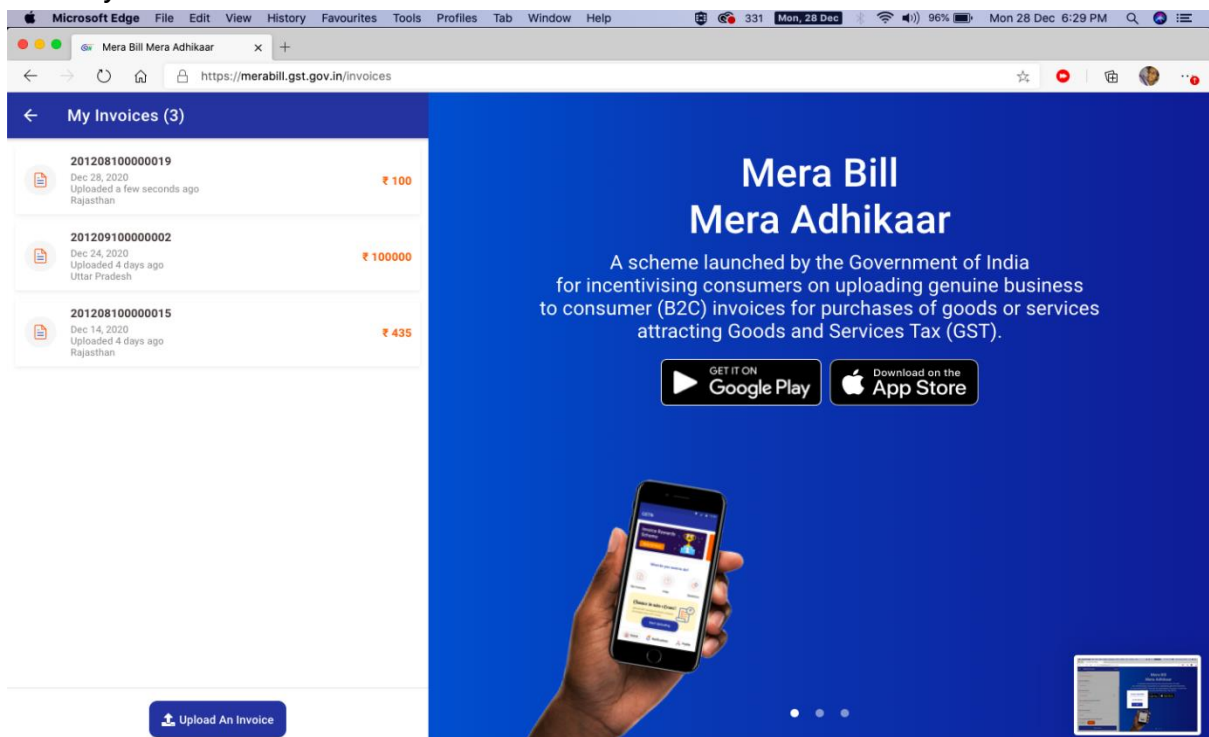 Microsoft Edge File Edit View History Favourites Tools Profiles Tab Window Help 331 Mon, 28 Dec 96% Mon 28 Dec 6:29 PM
Mera Bill Mera Adhikaar
https://merabill.gst.gov.in/invoices
My Invoices (3)
201208100000019
Dec 28, 2020
Uploaded a few seconds ago
Rajasthan
₹ 100
201209100000002
Dec 24, 2020
Uploaded 4 days ago
Uttar Pradesh
₹ 100000
201208100000015
Dec 14, 2020
Uploaded 4 days ago
Rajasthan
₹ 435
Upload An Invoice
Mera Bill
Mera Adhikaar
A scheme launched by the Government of India
for incentivising consumers on uploading genuine business
to consumer (B2C) invoices for purchases of goods or services
attracting Goods and Services Tax (GST).
GET IT ON
Google Play
Download on the
App Store